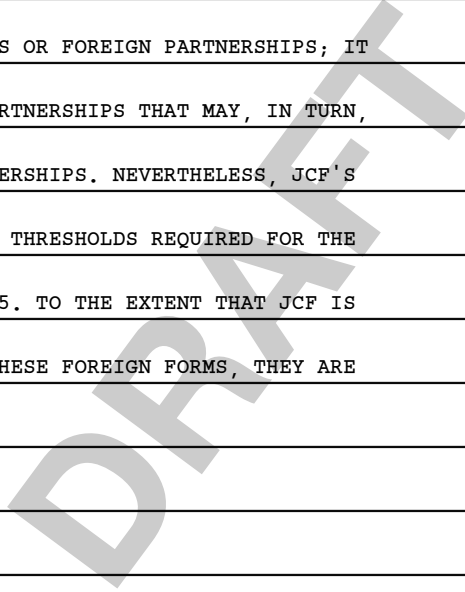 S OR FOREIGN PARTNERSHIPS; IT
RTNERSHIPS THAT MAY, IN TURN,
ERSHIPS. NEVERTHELESS, JCF'S
THRESHOLDS REQUIRED FOR THE
5. TO THE EXTENT THAT JCF IS
HESE FOREIGN FORMS, THEY ARE
DRAFT